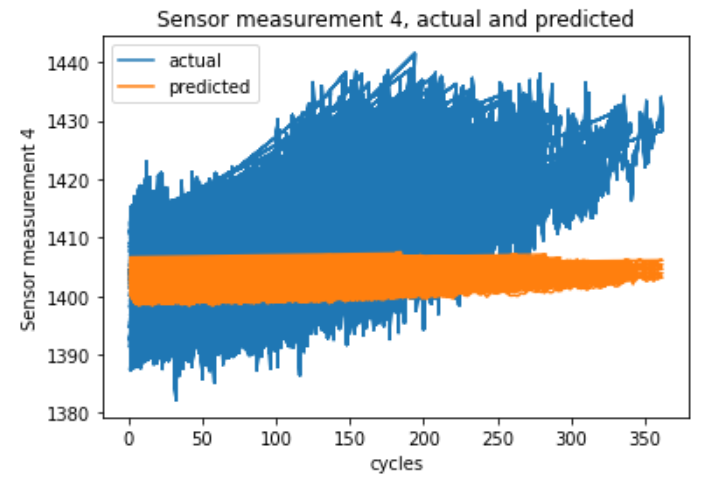 Sensor measurement 4, actual and predicted
actual
predicted
1440
1430
1420
1410
1400
1390
1380
Sensor measurement 4
0 50 100 150 200 250 300 350
cycles